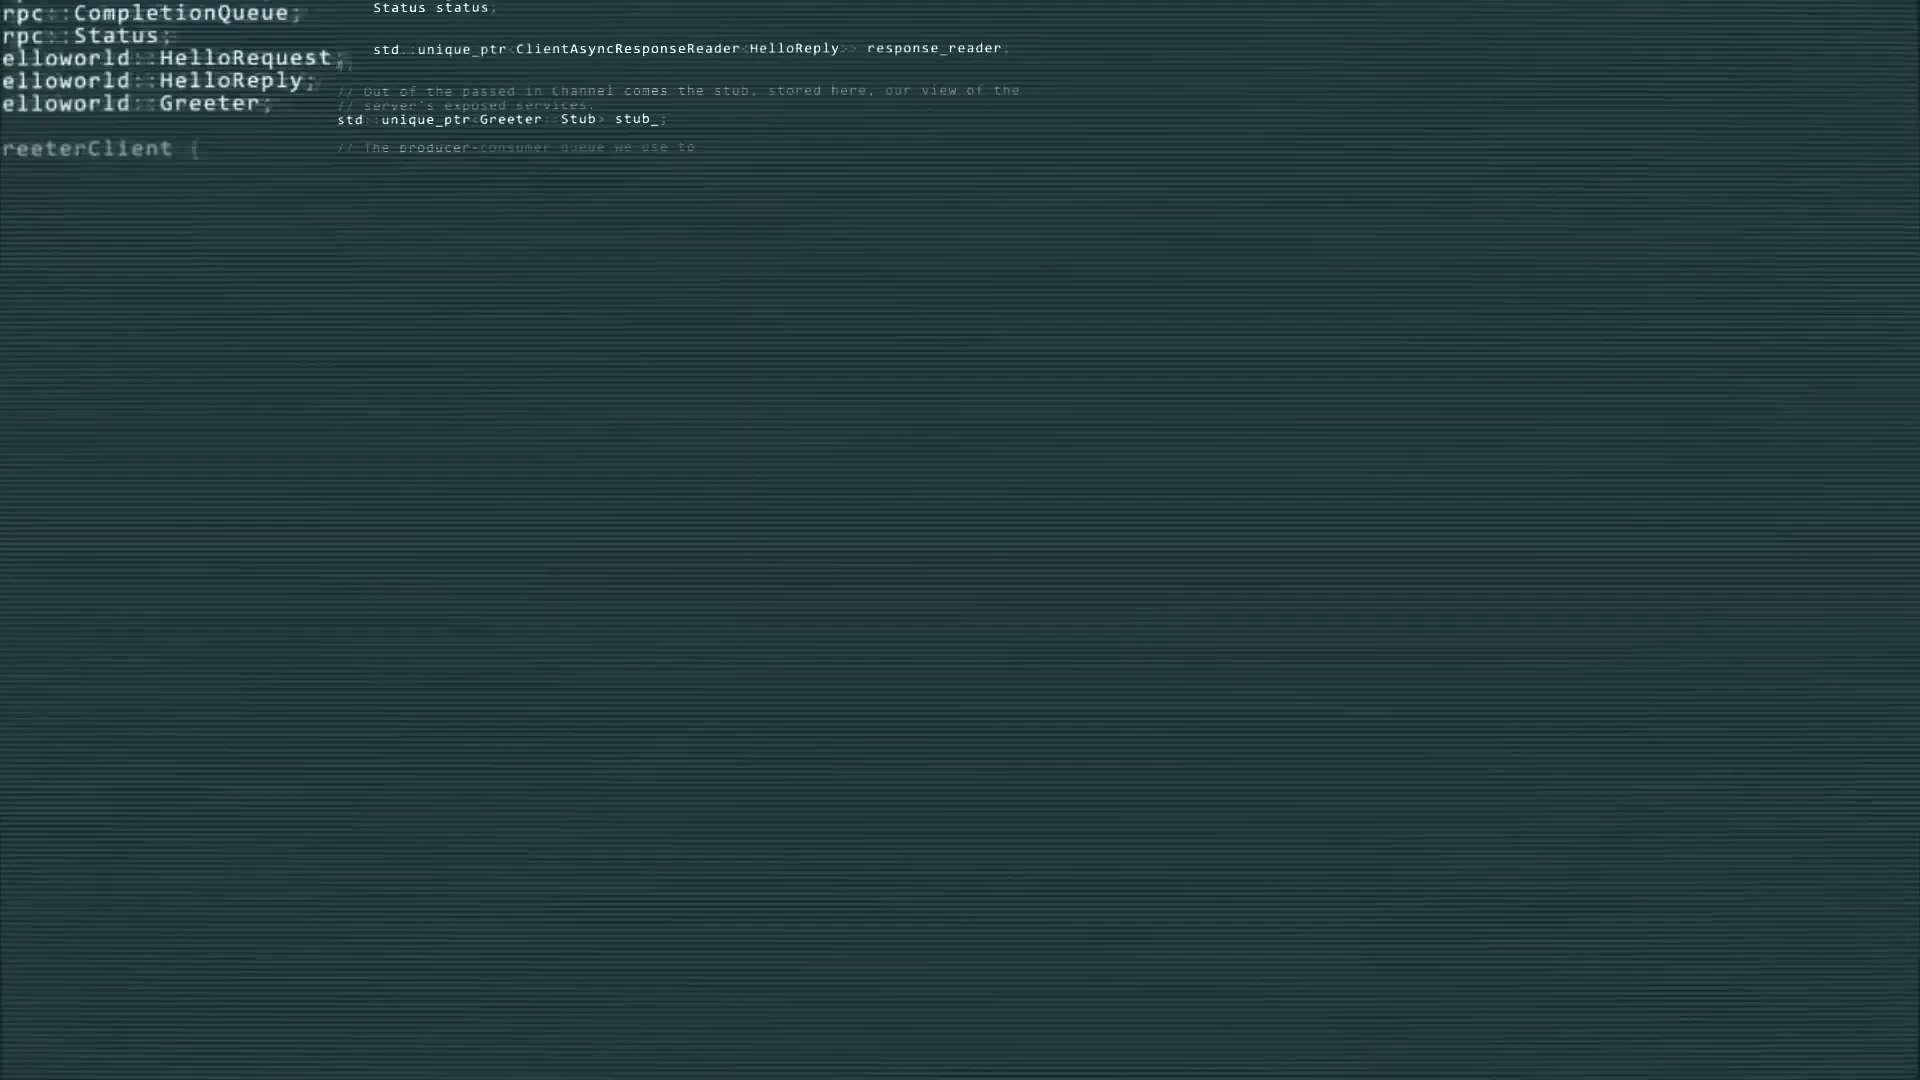 rpc::CompletionQueue;
rpc::Status;
elloworld::HelloRequest;
elloworld::HelloReply;
elloworld::Greeter;
reeterClient {
Status status;
std::unique_ptr<ClientAsyncResponseReader<HelloReply>> response_reader;
// Out of the passed in Channel comes the stub, stored here, our view of the
// server's exposed services.
std::unique_ptr<Greeter::Stub> stub_;
// The producer-consumer queue we use to